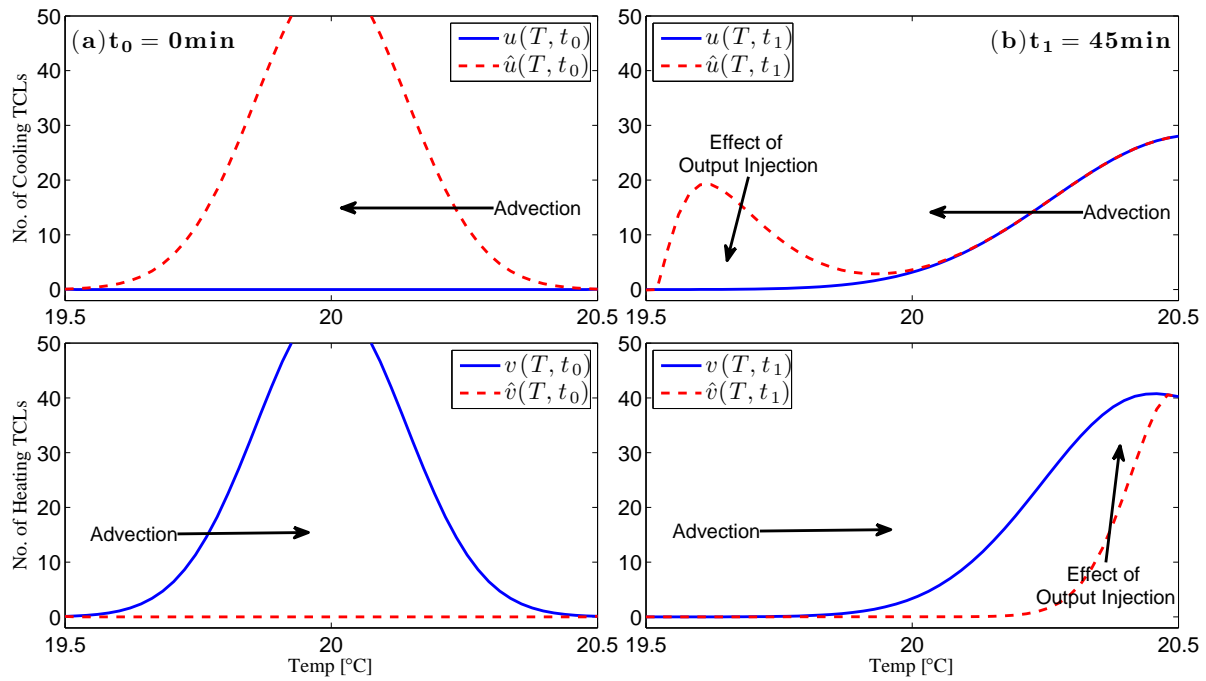 (a) t₀ = 0min
u(T, t₀)
û(T, t₀)
No. of Cooling TCLs
50
40
30
20
10
0
Advection
19.5
20
20.5
u(T, t₁)
û(T, t₁)
(b) t₁ = 45min
50
40
30
20
10
0
Effect of
Output Injection
Advection
19.5
20
20.5
v(T, t₀)
v̂(T, t₀)
No. of Heating TCLs
50
40
30
20
10
0
Advection
19.5
20
20.5
Temp [°C]
v(T, t₁)
v̂(T, t₁)
50
40
30
20
10
0
Advection
Effect of
Output Injection
19.5
20
20.5
Temp [°C]